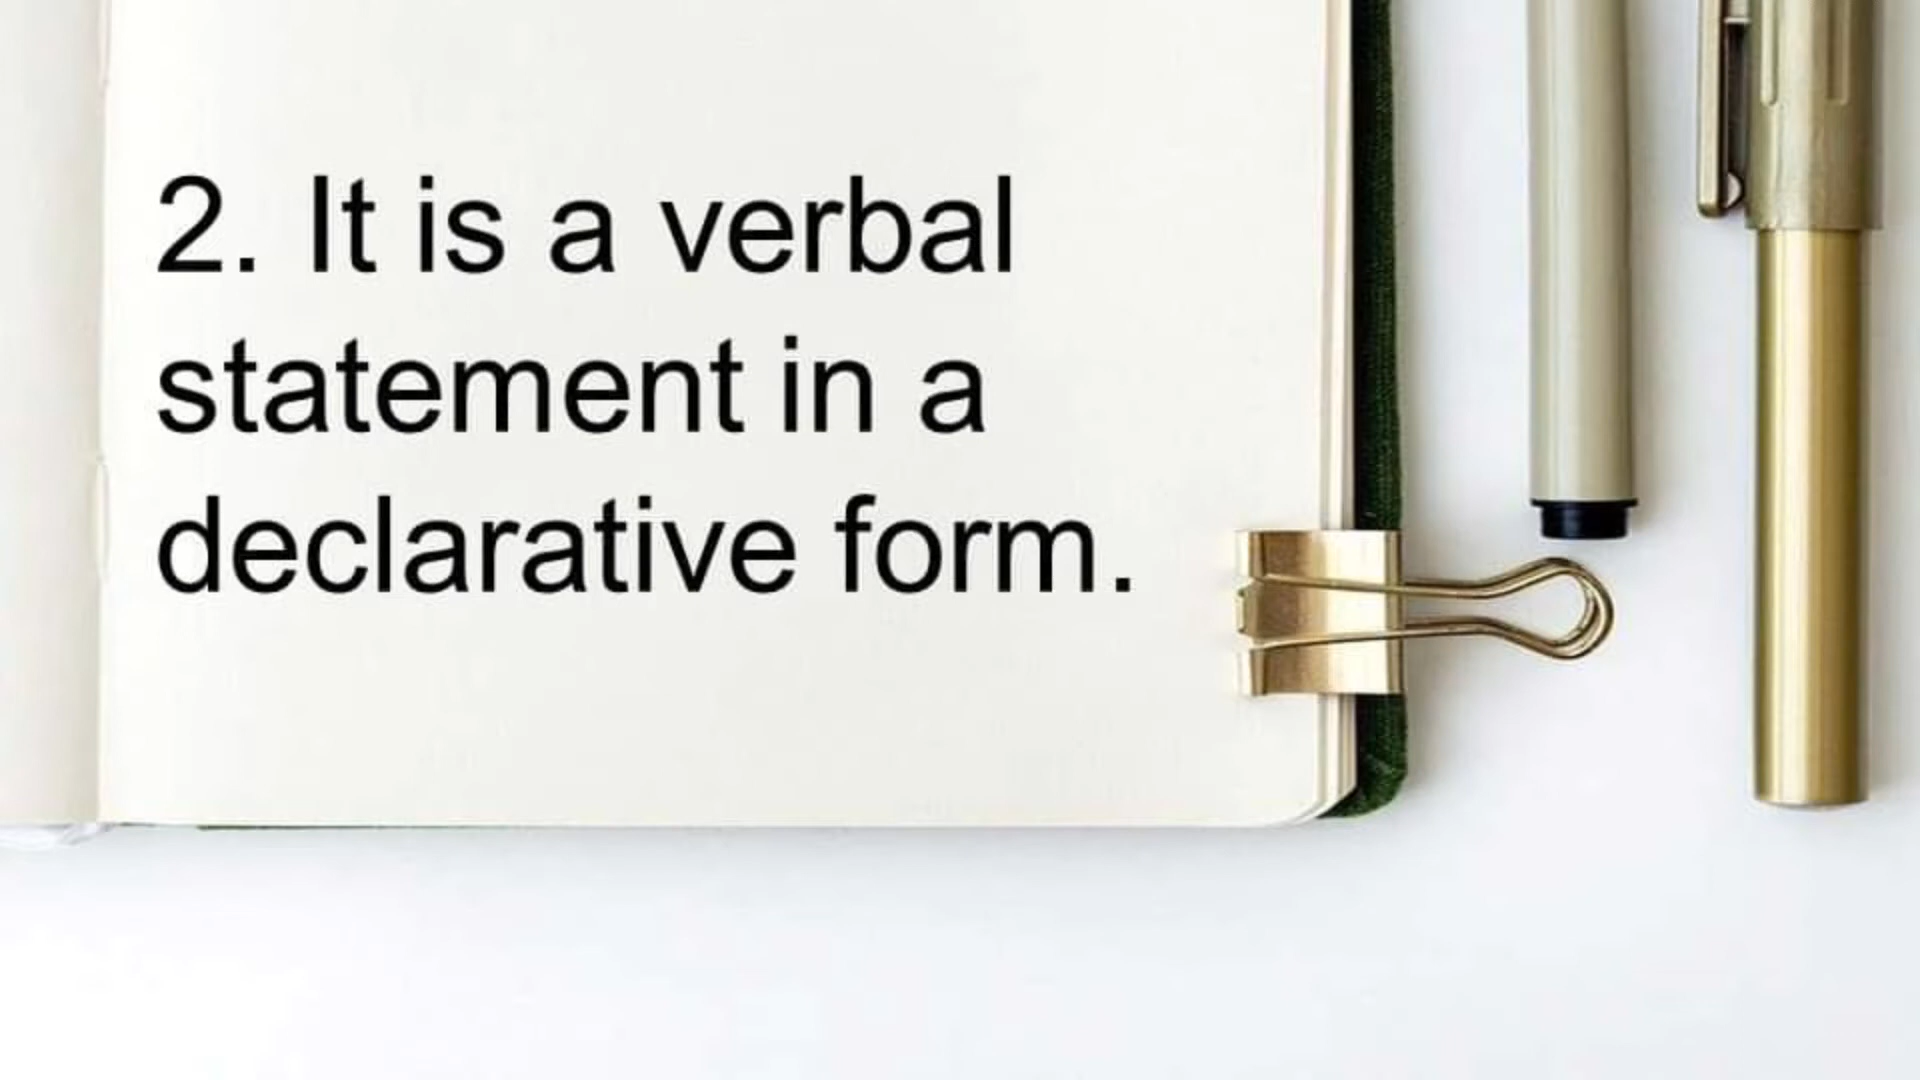 2. It is a verbal
statement in a
declarative form.